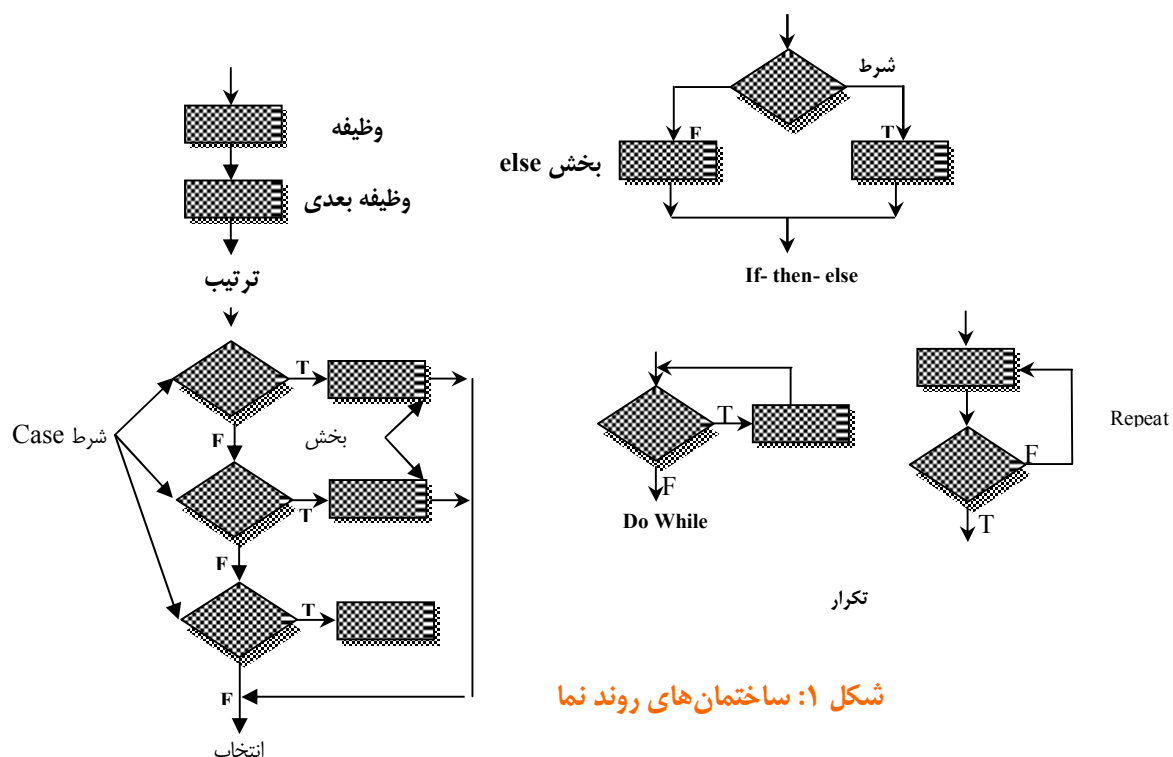 شرط
وظیفه
F
T
بخش else
وظیفه بعدی
If- then- else
ترتیب
T
Case شرط
F
بخش
T
F
T
F
انتخاب
T
F
Do While
Repeat
F
T
تکرار
شکل ۱: ساختمان‌های روند نما